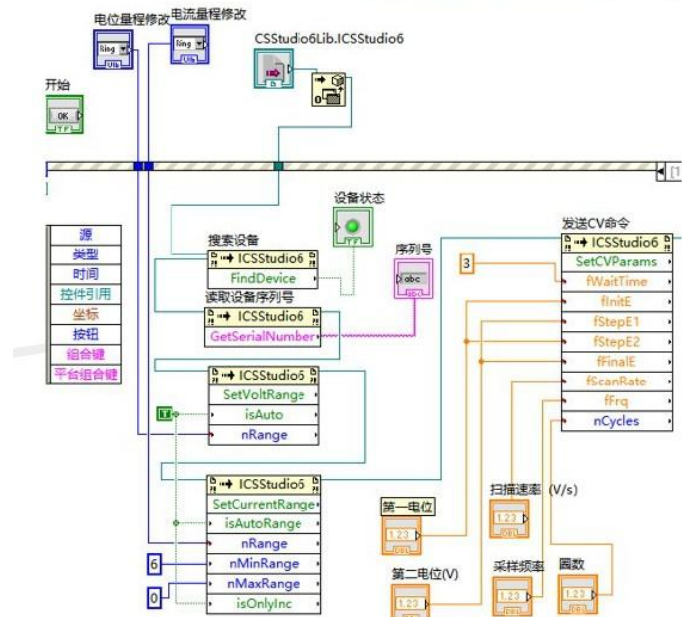 电位量程修改
电流量程修改
Ring
Ring
CSStudio6Lib.ICSStudio6
开始
OK
TF
[1
源
类型
时间
控件引用
坐标
按钮
组合键
平台组合键
搜索设备
ICSStudio6
FindDevice
设备状态
TF
读取设备序列号
ICSStudio6
GetSerialNumber
序列号
abc
ICSStudio6
SetVoltRange
isAuto
nRange
T
ICSStudio6
SetCurrentRange
isAutoRange
nRange
nMinRange
nMaxRange
isOnlyInc
6
0
发送CV命令
ICSStudio6
SetCVParams
fWaitTime
fInitE
fStepE1
fStepE2
fFinalE
fScanRate
fFrq
nCycles
3
第一电位
1.23
第二电位(V)
1.23
扫描速率 (V/s)
1.23
采样频率
1.23
圈数
1.23